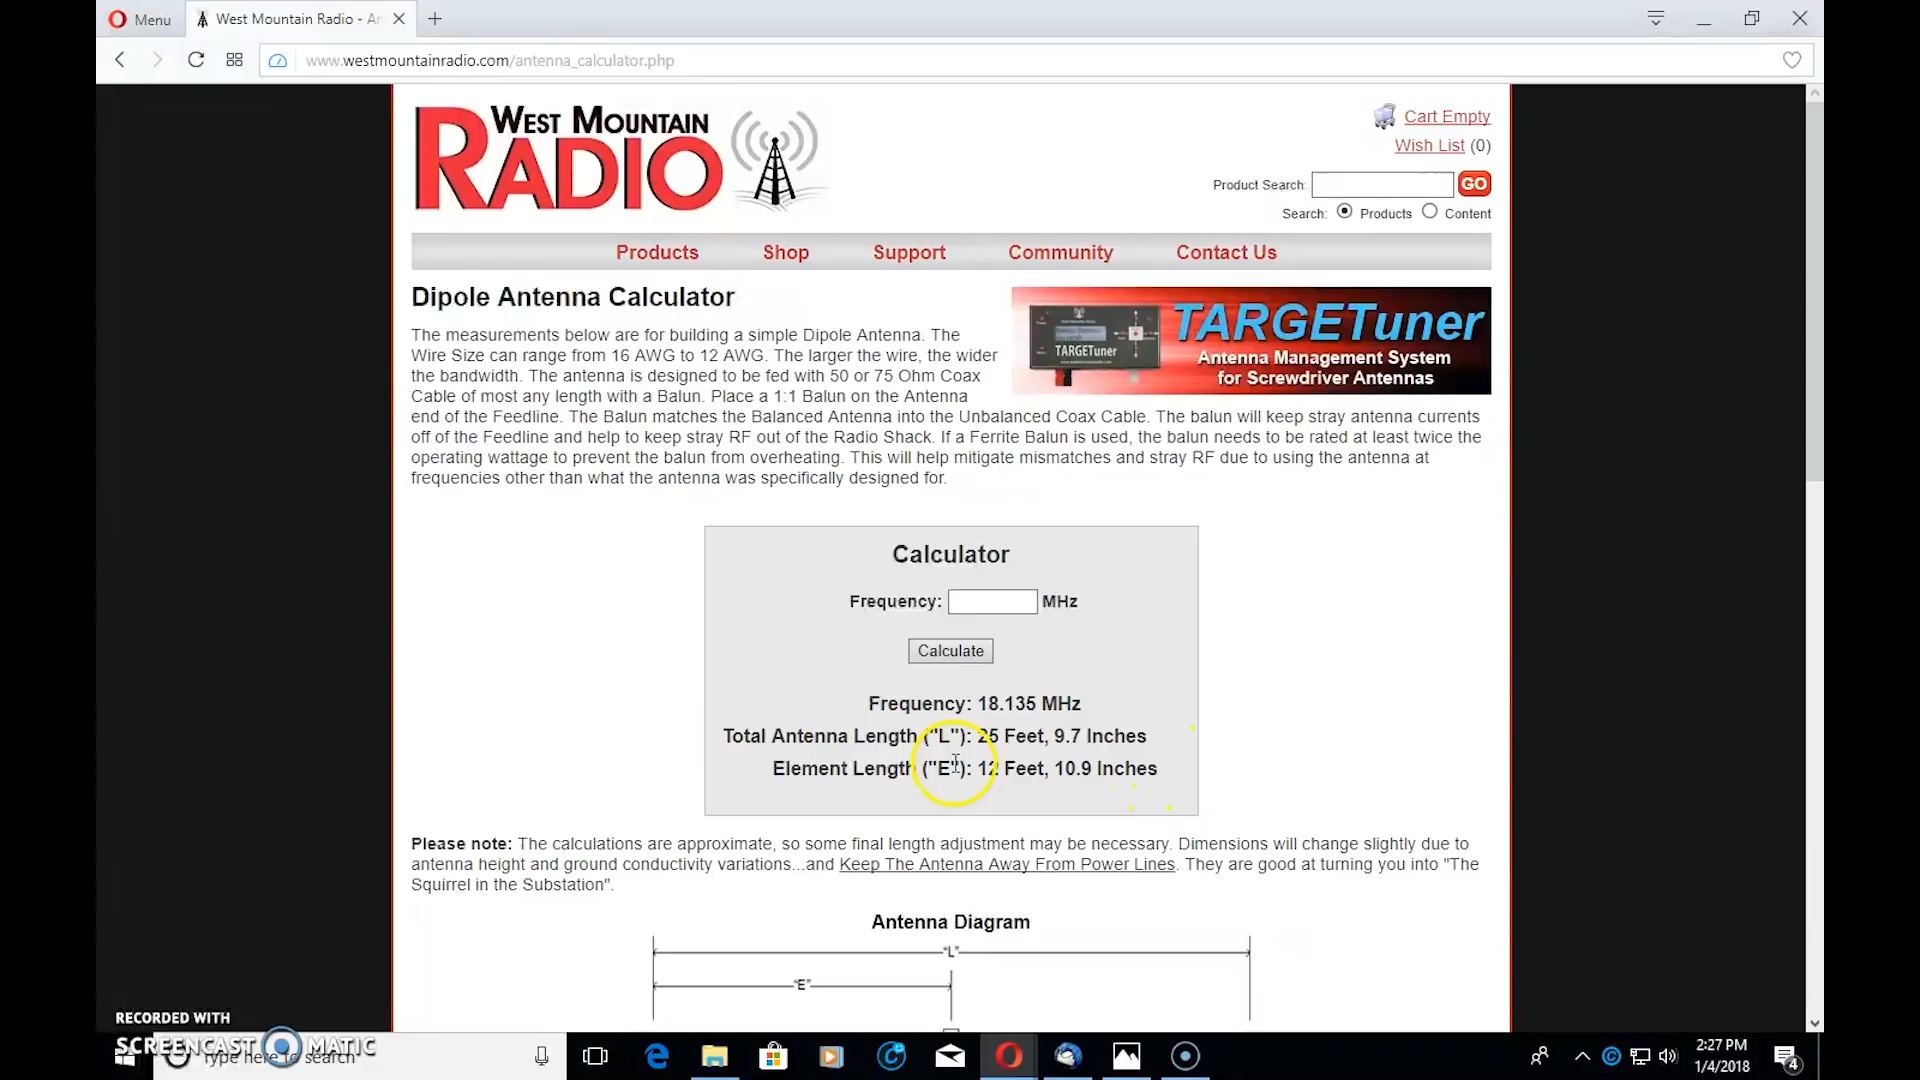 Menu
West Mountain Radio - An
www.westmountainradio.com/antenna_calculator.php
WEST MOUNTAIN
RADIO
Cart Empty
Wish List (0)
Product Search: GO
Search: Products Content
Products Shop Support Community Contact Us
Dipole Antenna Calculator
TARGETuner
Antenna Management System
for Screwdriver Antennas
TARGETuner
The measurements below are for building a simple Dipole Antenna. The
Wire Size can range from 16 AWG to 12 AWG. The larger the wire, the wider
the bandwidth. The antenna is designed to be fed with 50 or 75 Ohm Coax
Cable of most any length with a Balun. Place a 1:1 Balun on the Antenna
end of the Feedline. The Balun matches the Balanced Antenna into the Unbalanced Coax Cable. The balun will keep stray antenna currents
off of the Feedline and help to keep stray RF out of the Radio Shack. If a Ferrite Balun is used, the balun needs to be rated at least twice the
operating wattage to prevent the balun from overheating. This will help mitigate mismatches and stray RF due to using the antenna at
frequencies other than what the antenna was specifically designed for.
Calculator
Frequency: MHz
Calculate
Frequency: 18.135 MHz
Total Antenna Length ("L"): 25 Feet, 9.7 Inches
Element Length ("E"): 12 Feet, 10.9 Inches
Please note: The calculations are approximate, so some final length adjustment may be necessary. Dimensions will change slightly due to
antenna height and ground conductivity variations...and Keep The Antenna Away From Power Lines. They are good at turning you into "The
Squirrel in the Substation".
Antenna Diagram
"L"
"E"
RECORDED WITH
SCREENCAST MATIC
Type here to search
2:27 PM
1/4/2018
4